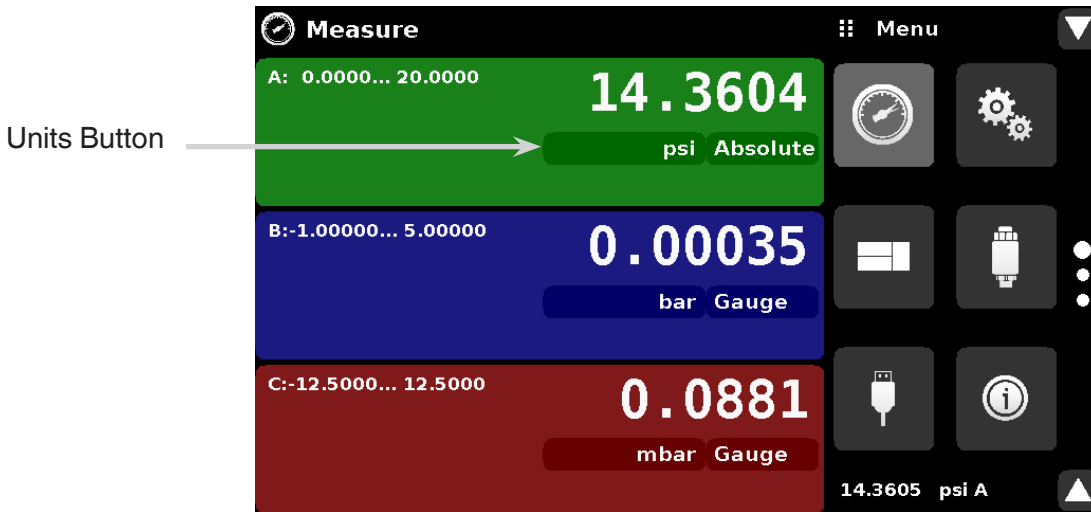 Measure
Menu
A: 0.0000... 20.0000
14.3604
Units Button
psi Absolute
B:-1.00000... 5.00000
0.00035
bar Gauge
C:-12.5000... 12.5000
0.0881
mbar Gauge
14.3605 psi A